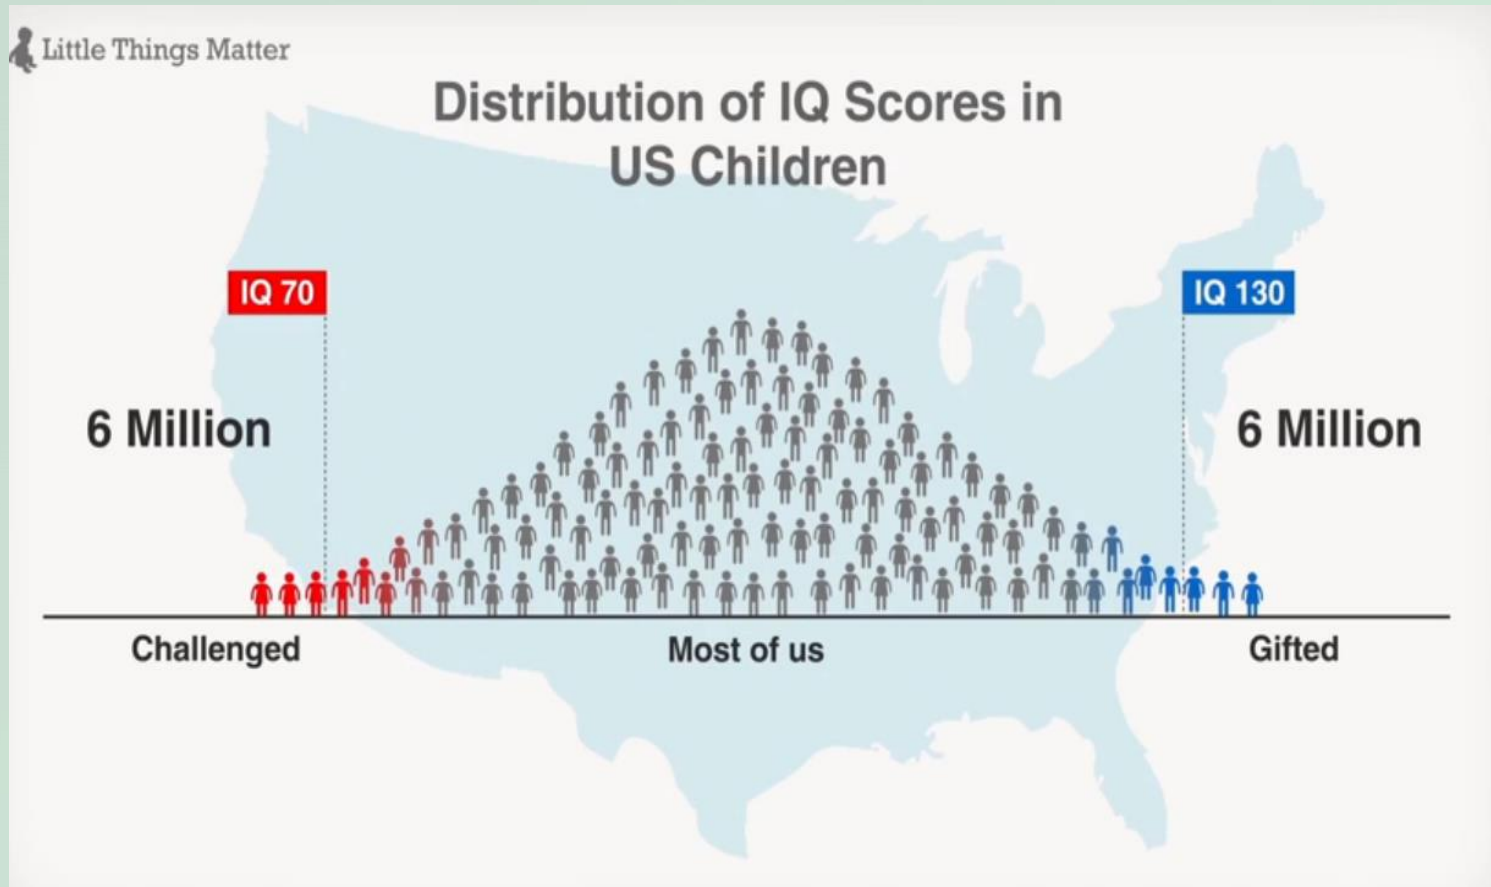 Little Things Matter
Distribution of IQ Scores in
US Children
IQ 70
IQ 130
6 Million
6 Million
Challenged
Most of us
Gifted